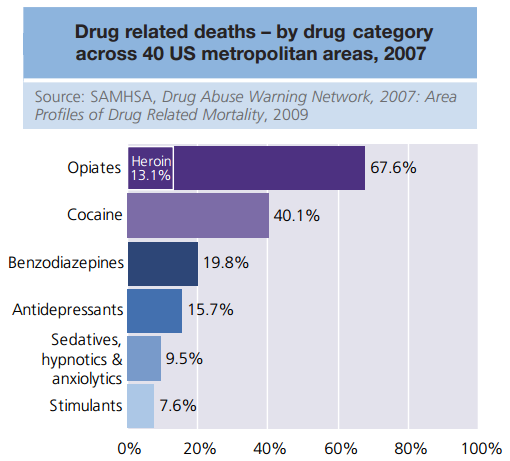 Drug related deaths – by drug category
across 40 US metropolitan areas, 2007
Source: SAMHSA, Drug Abuse Warning Network, 2007: Area
Profiles of Drug Related Mortality, 2009
Opiates Heroin 13.1% 67.6%
Cocaine 40.1%
Benzodiazepines 19.8%
Antidepressants 15.7%
Sedatives,
hypnotics & 9.5%
anxiolytics
Stimulants 7.6%
0% 20% 40% 60% 80% 100%